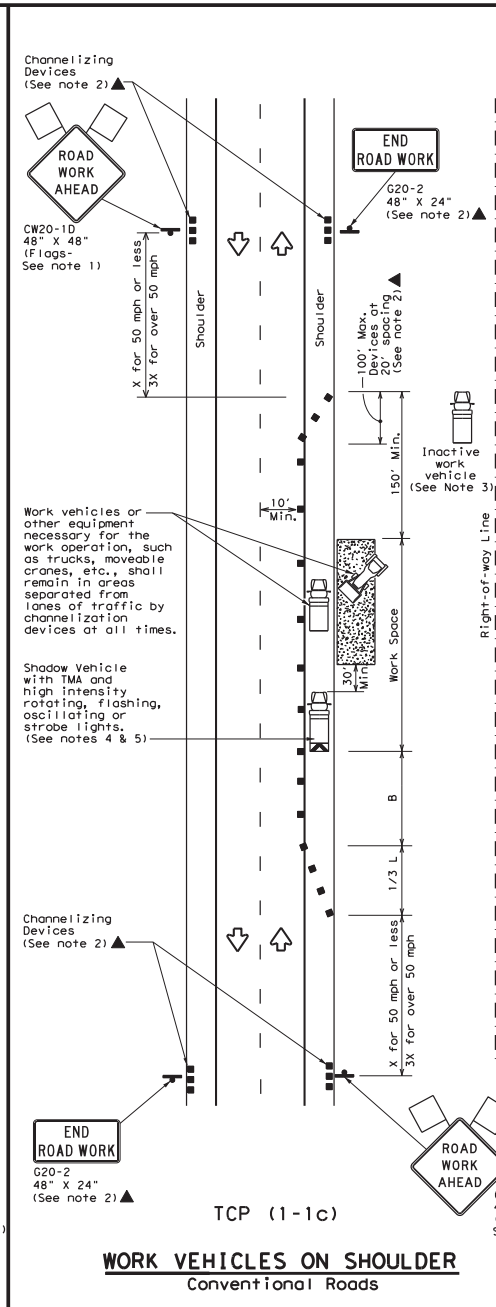 Channelizing
Devices
(See note 2)▲
ROAD
WORK
AHEAD
CW20-1D
48" X 48"
(Flags-
See note 1)
END
ROAD WORK
G20-2
48" X 24"
(See note 2)▲
X for 50 mph or less
3X for over 50 mph
Shoulder
Shoulder
100' Max.
Devices at
20' spacing
(See note 2)▲
150' Min.
Inactive
work
vehicle
(See Note 3)
Right-of-way Line
10'
Min.
Work vehicles or
other equipment
necessary for the
work operation, such
as trucks, moveable
cranes, etc., shall
remain in areas
separated from
lanes of traffic by
channelization
devices at all times.
Work Space
30'
Min.
Shadow Vehicle
with TMA and
high intensity
rotating, flashing,
oscillating or
strobe lights.
(See notes 4 & 5)
B
1/3 L
Channelizing
Devices
(See note 2)▲
X for 50 mph or less
3X for over 50 mph
END
ROAD WORK
G20-2
48" X 24"
(See note 2)▲
ROAD
WORK
AHEAD
TCP (1-1c)
WORK VEHICLES ON SHOULDER
Conventional Roads